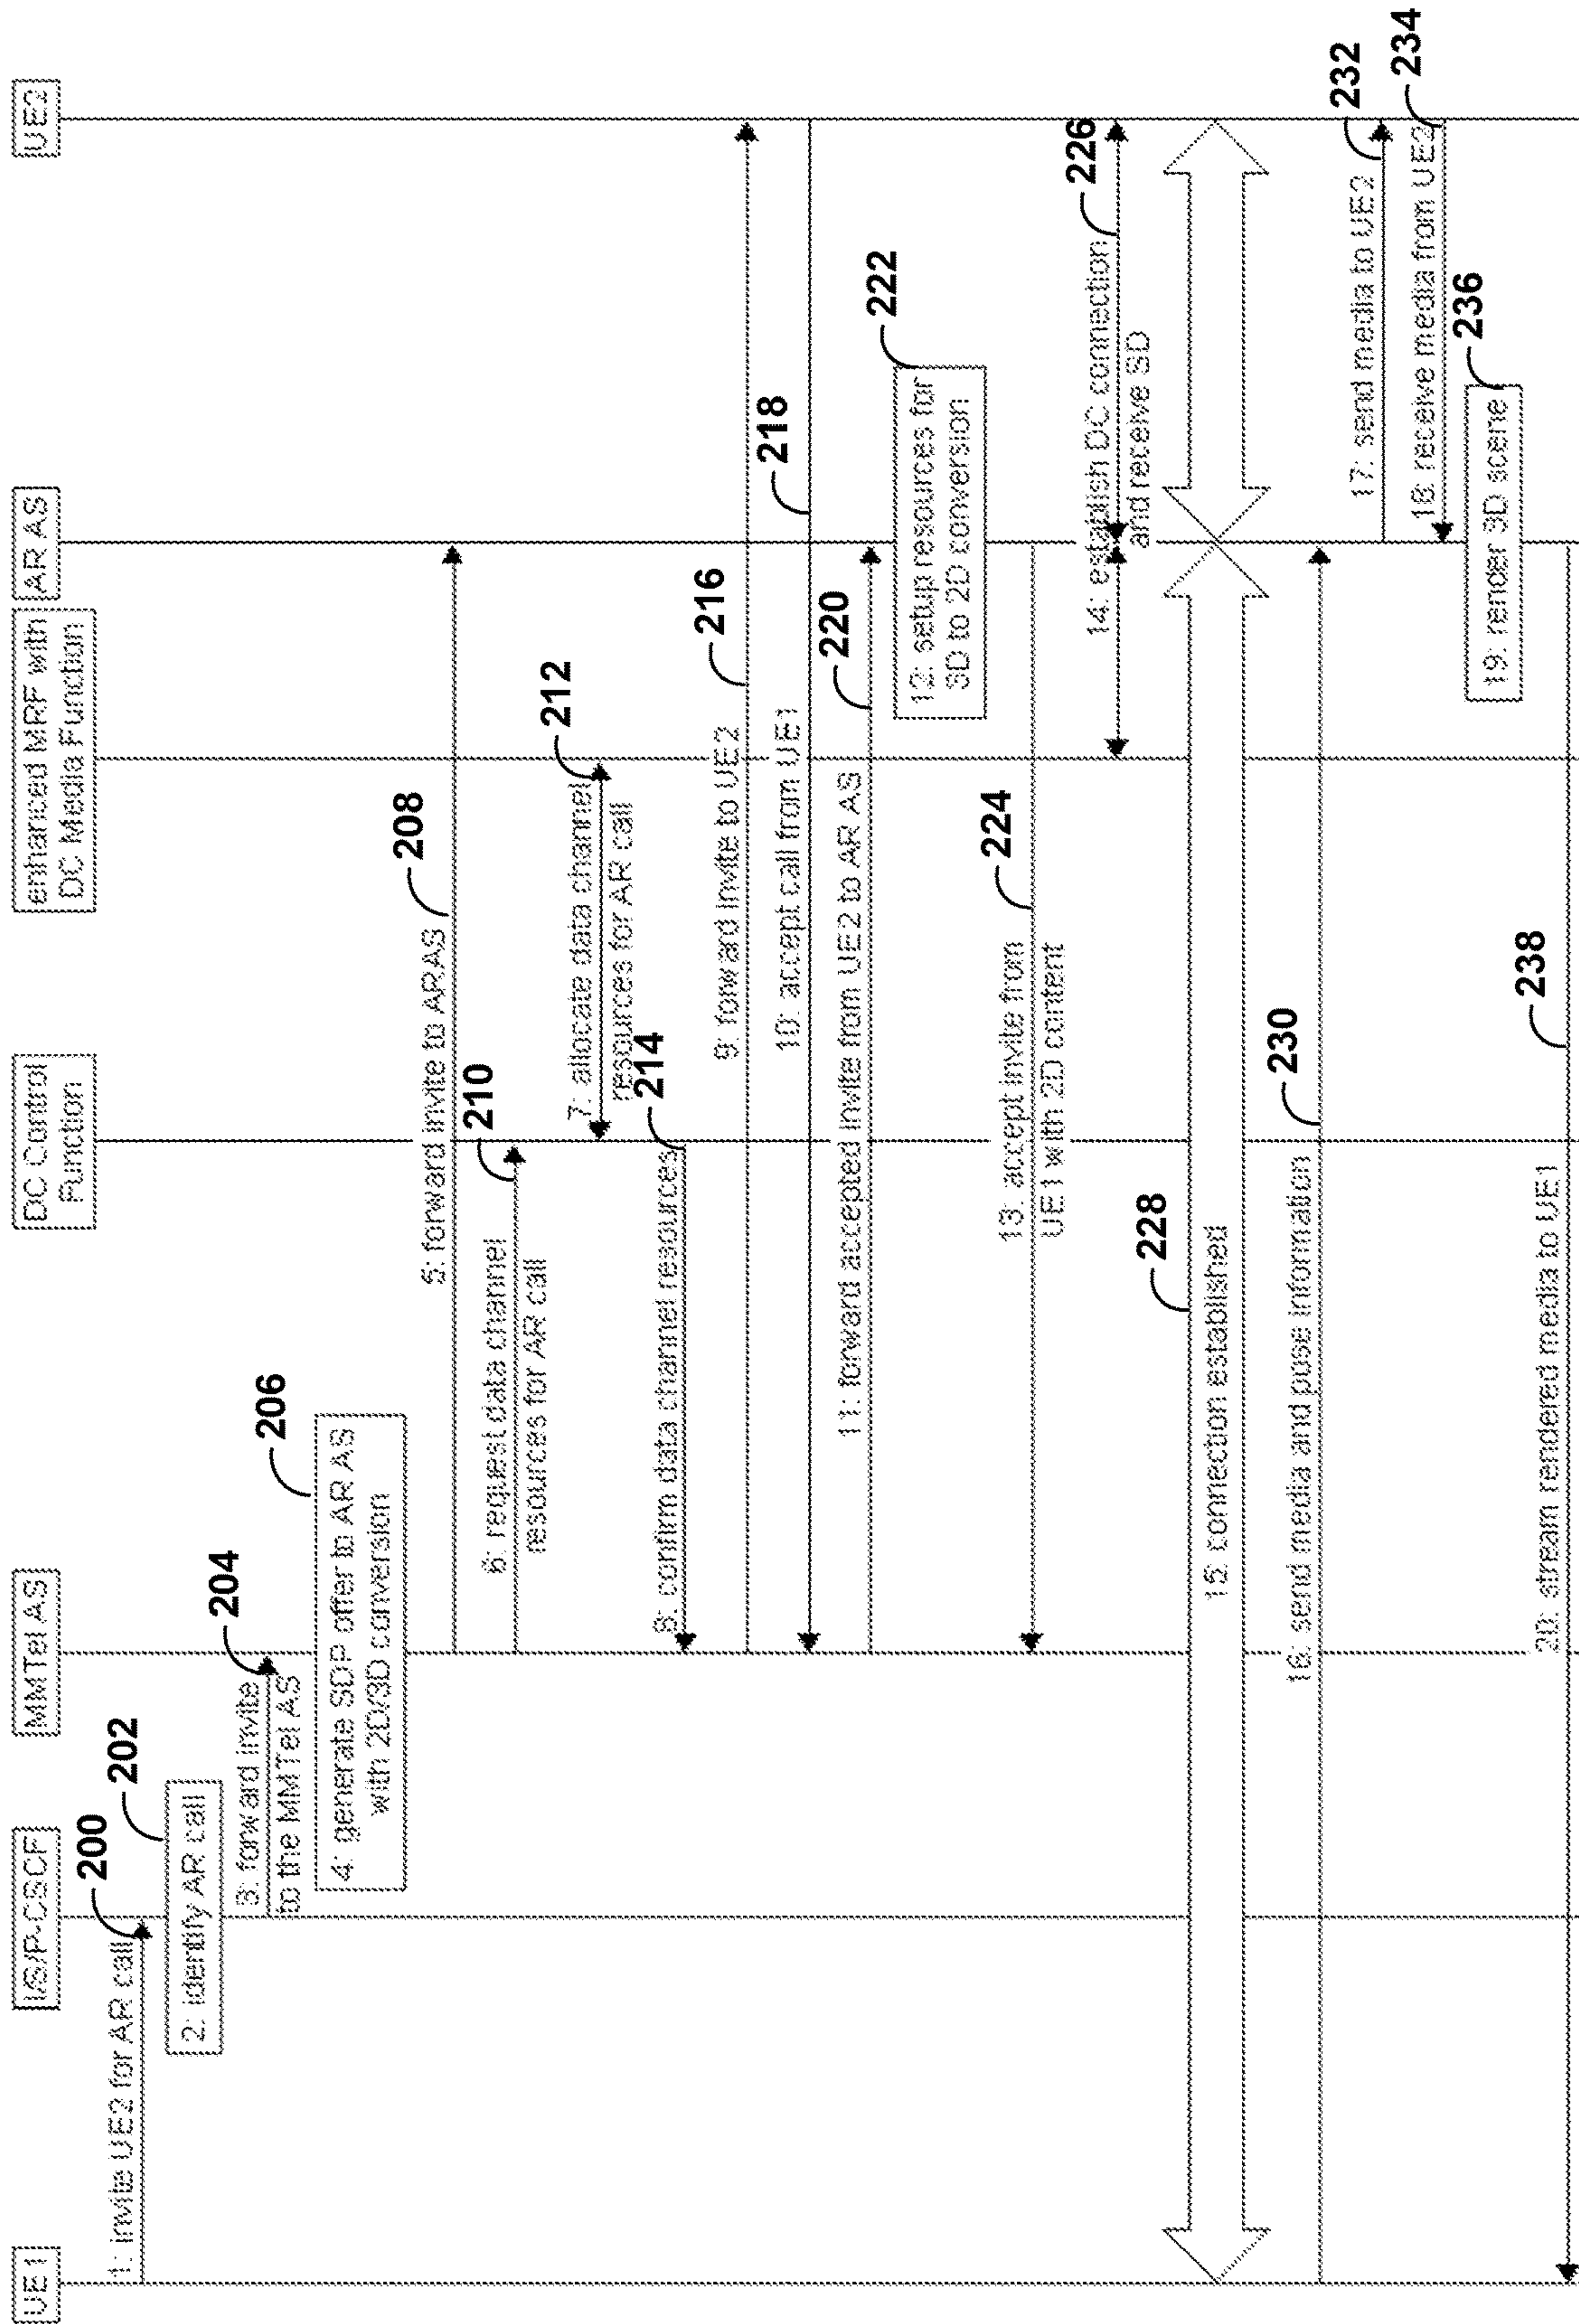 UE1
I/S/P-CSCF
MMTel AS
DC Control
Function
enhanced MRF with
DC Media Function
AR AS
UE2
1: invite UE2 for AR call
200
2: identify AR call
202
3: forward invite
to the MMTel AS
204
4: generate SDP offer to AR AS
with 2D/3D conversion
206
5: forward invite to ARAS
208
6: request data channel
resources for AR call
210
7: allocate data channel
resources for AR call
212
8: confirm data channel resources
214
9: forward invite to UE2
216
10: accept call from UE1
218
11: forward accepted invite from UE2 to AR AS
220
12: setup resources for
3D to 2D conversion
222
13: accept invite from
UE1 with 2D content
224
14: establish DC connection
and receive SD
226
15: connection established
228
16: send media and pose information
230
17: send media to UE2
232
18: receive media from UE2
234
19: render 3D scene
236
20: stream rendered media to UE1
238